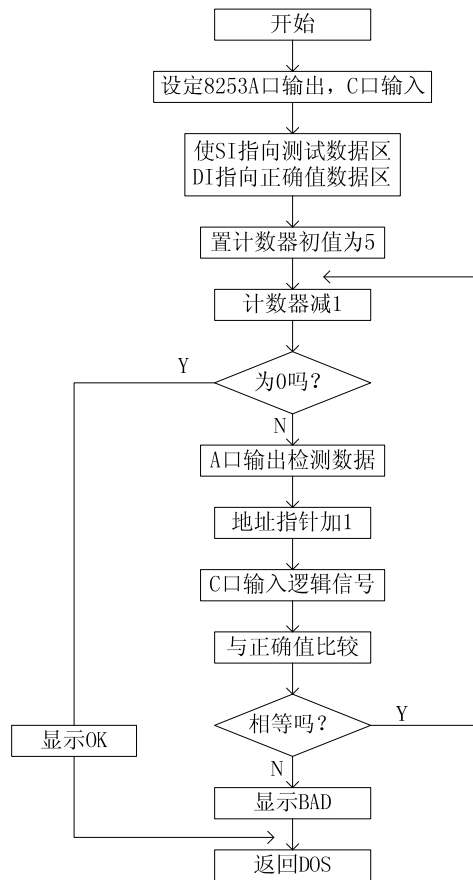 开始
设定8253A口输出，C口输入
使SI指向测试数据区
DI指向正确值数据区
置计数器初值为5
计数器减1
为0吗?
Y
N
A口输出检测数据
地址指针加1
C口输入逻辑信号
与正确值比较
相等吗?
Y
显示OK
N
显示BAD
返回DOS